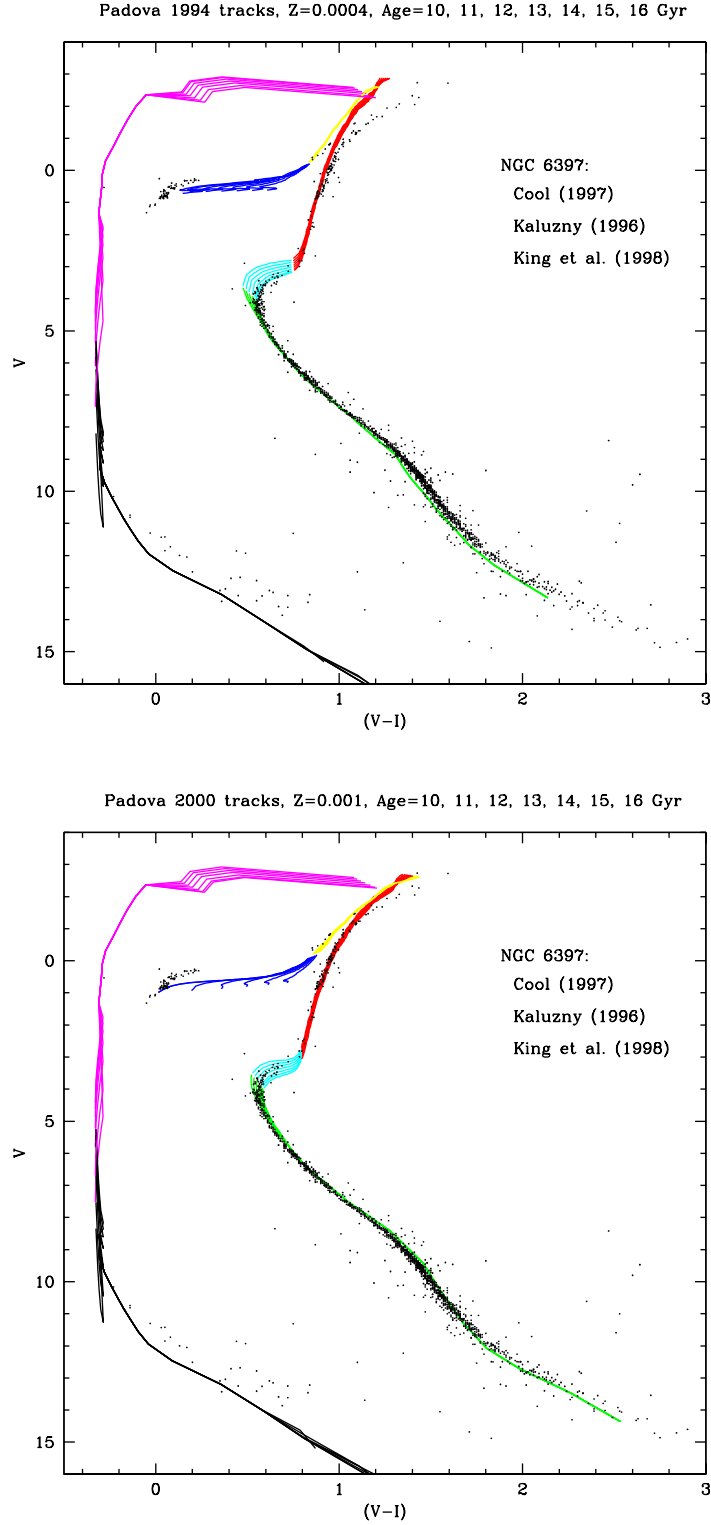 Padova 1994 tracks, Z=0.0004, Age=10, 11, 12, 13, 14, 15, 16 Gyr
0
5
10
15
V
NGC 6397:
Cool (1997)
Kaluzny (1996)
King et al. (1998)
0 1 2 3
(V-I)
Padova 2000 tracks, Z=0.001, Age=10, 11, 12, 13, 14, 15, 16 Gyr
0
5
10
15
V
NGC 6397:
Cool (1997)
Kaluzny (1996)
King et al. (1998)
0 1 2 3
(V-I)